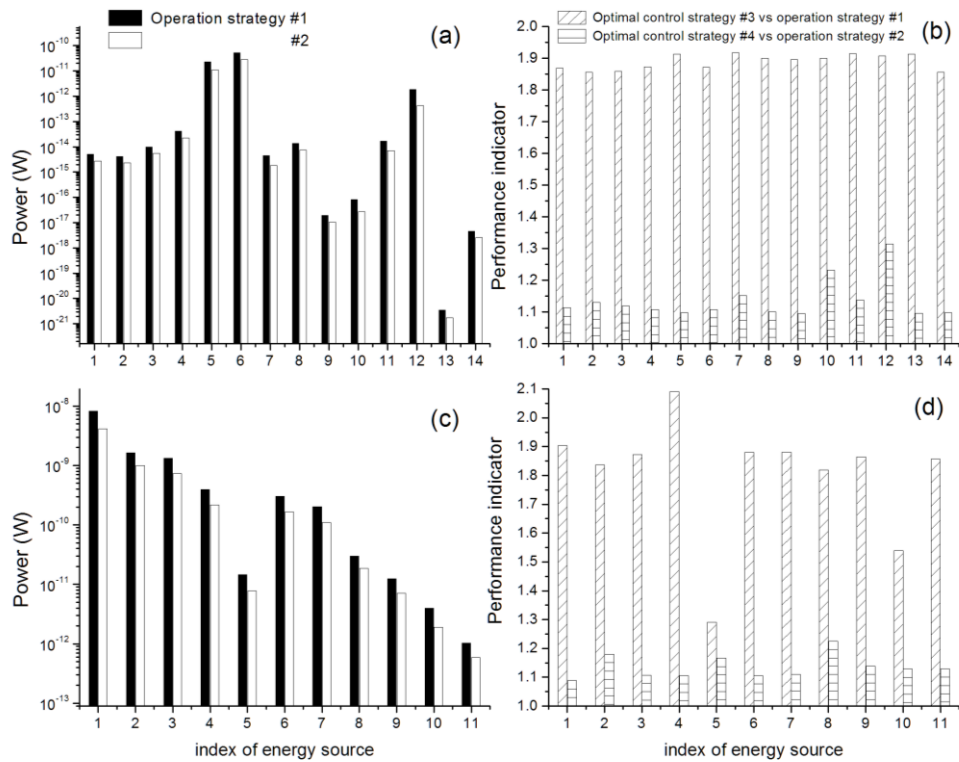 Operation strategy #1
#2
(a)
Power (W)
10⁻¹⁰
10⁻¹¹
10⁻¹²
10⁻¹³
10⁻¹⁴
10⁻¹⁵
10⁻¹⁶
10⁻¹⁷
10⁻¹⁸
10⁻¹⁹
10⁻²⁰
10⁻²¹
1 2 3 4 5 6 7 8 9 10 11 12 13 14
Optimal control strategy #3 vs operation strategy #1
Optimal control strategy #4 vs operation strategy #2
(b)
Performance indicator
2.0
1.9
1.8
1.7
1.6
1.5
1.4
1.3
1.2
1.1
1.0
1 2 3 4 5 6 7 8 9 10 11 12 13 14
(c)
Power (W)
10⁻⁸
10⁻⁹
10⁻¹⁰
10⁻¹¹
10⁻¹²
10⁻¹³
1 2 3 4 5 6 7 8 9 10 11
index of energy source
(d)
Performance indicator
2.1
2.0
1.9
1.8
1.7
1.6
1.5
1.4
1.3
1.2
1.1
1.0
1 2 3 4 5 6 7 8 9 10 11
index of energy source